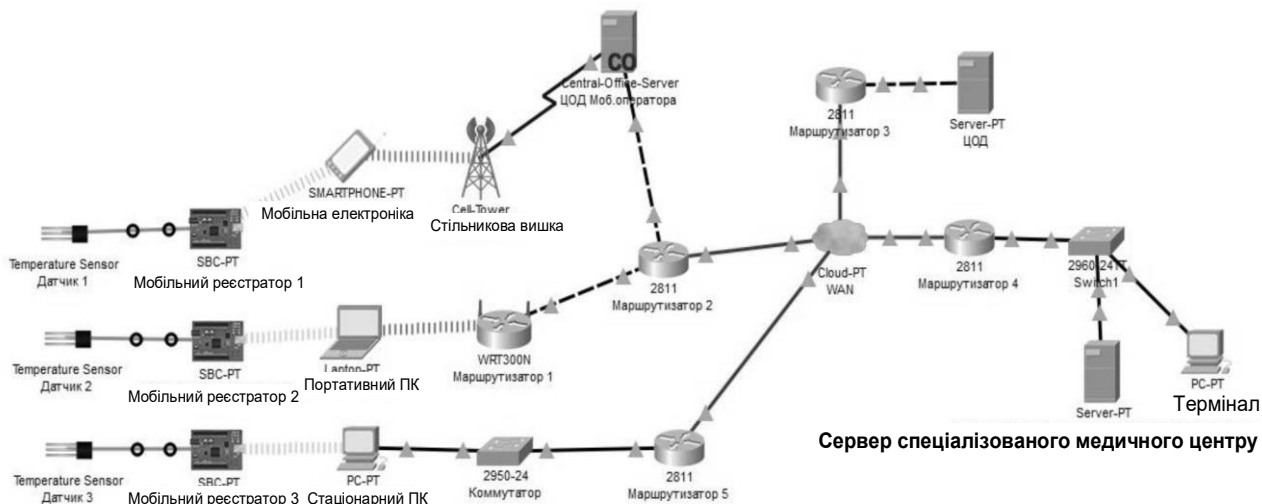 CO
Central-Office-Server
ЦОД Моб.оператора
2811
Маршрутизатор 3
Server-PT
ЦОД
SMARTPHONE-PT
Мобільна електроніка
Cell-Tower
Стільникова вишка
Temperature Sensor
Датчик 1
SBC-PT
Мобільний реєстратор 1
2811
Маршрутизатор 2
Cloud-PT
WAN
2811
Маршрутизатор 4
2960-24TT
Switch1
Temperature Sensor
Датчик 2
SBC-PT
Мобільний реєстратор 2
Laptop-PT
Портативний ПК
WRT300N
Маршрутизатор 1
Server-PT
PC-PT
Термінал
Сервер спеціалізованого медичного центру
Temperature Sensor
Датчик 3
SBC-PT
Мобільний реєстратор 3
PC-PT
Стаціонарний ПК
2950-24
Коммутатор
2811
Маршрутизатор 5